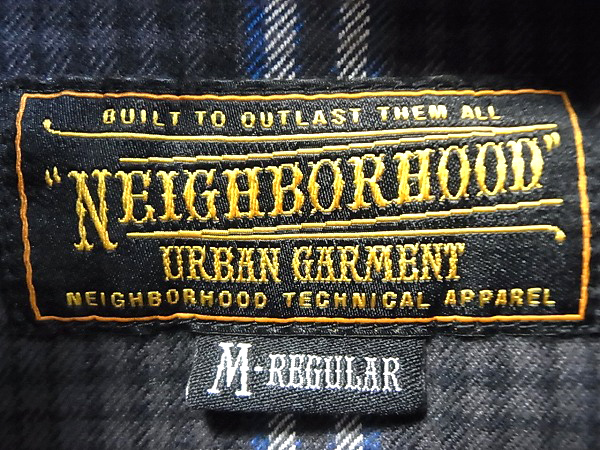 BUILT TO OUTLAST THEM ALL
"NEIGHBORHOOD"
URBAN GARMENT
NEIGHBORHOOD TECHNICAL APPAREL
M-REGULAR